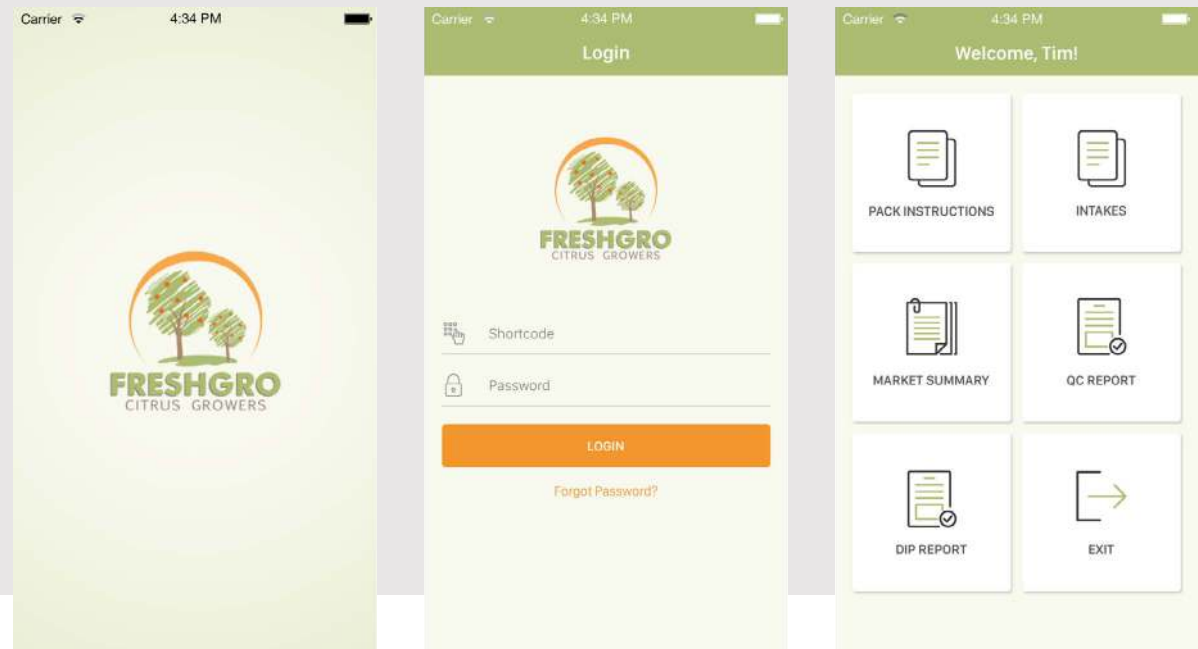 Carrier 4:34 PM
FRESHGRO
CITRUS GROWERS
Carrier 4:34 PM
Login
FRESHGRO
CITRUS GROWERS
Shortcode
Password
LOGIN
Forgot Password?
Carrier 4:34 PM
Welcome, Tim!
PACK INSTRUCTIONS
INTAKES
MARKET SUMMARY
QC REPORT
DIP REPORT
EXIT